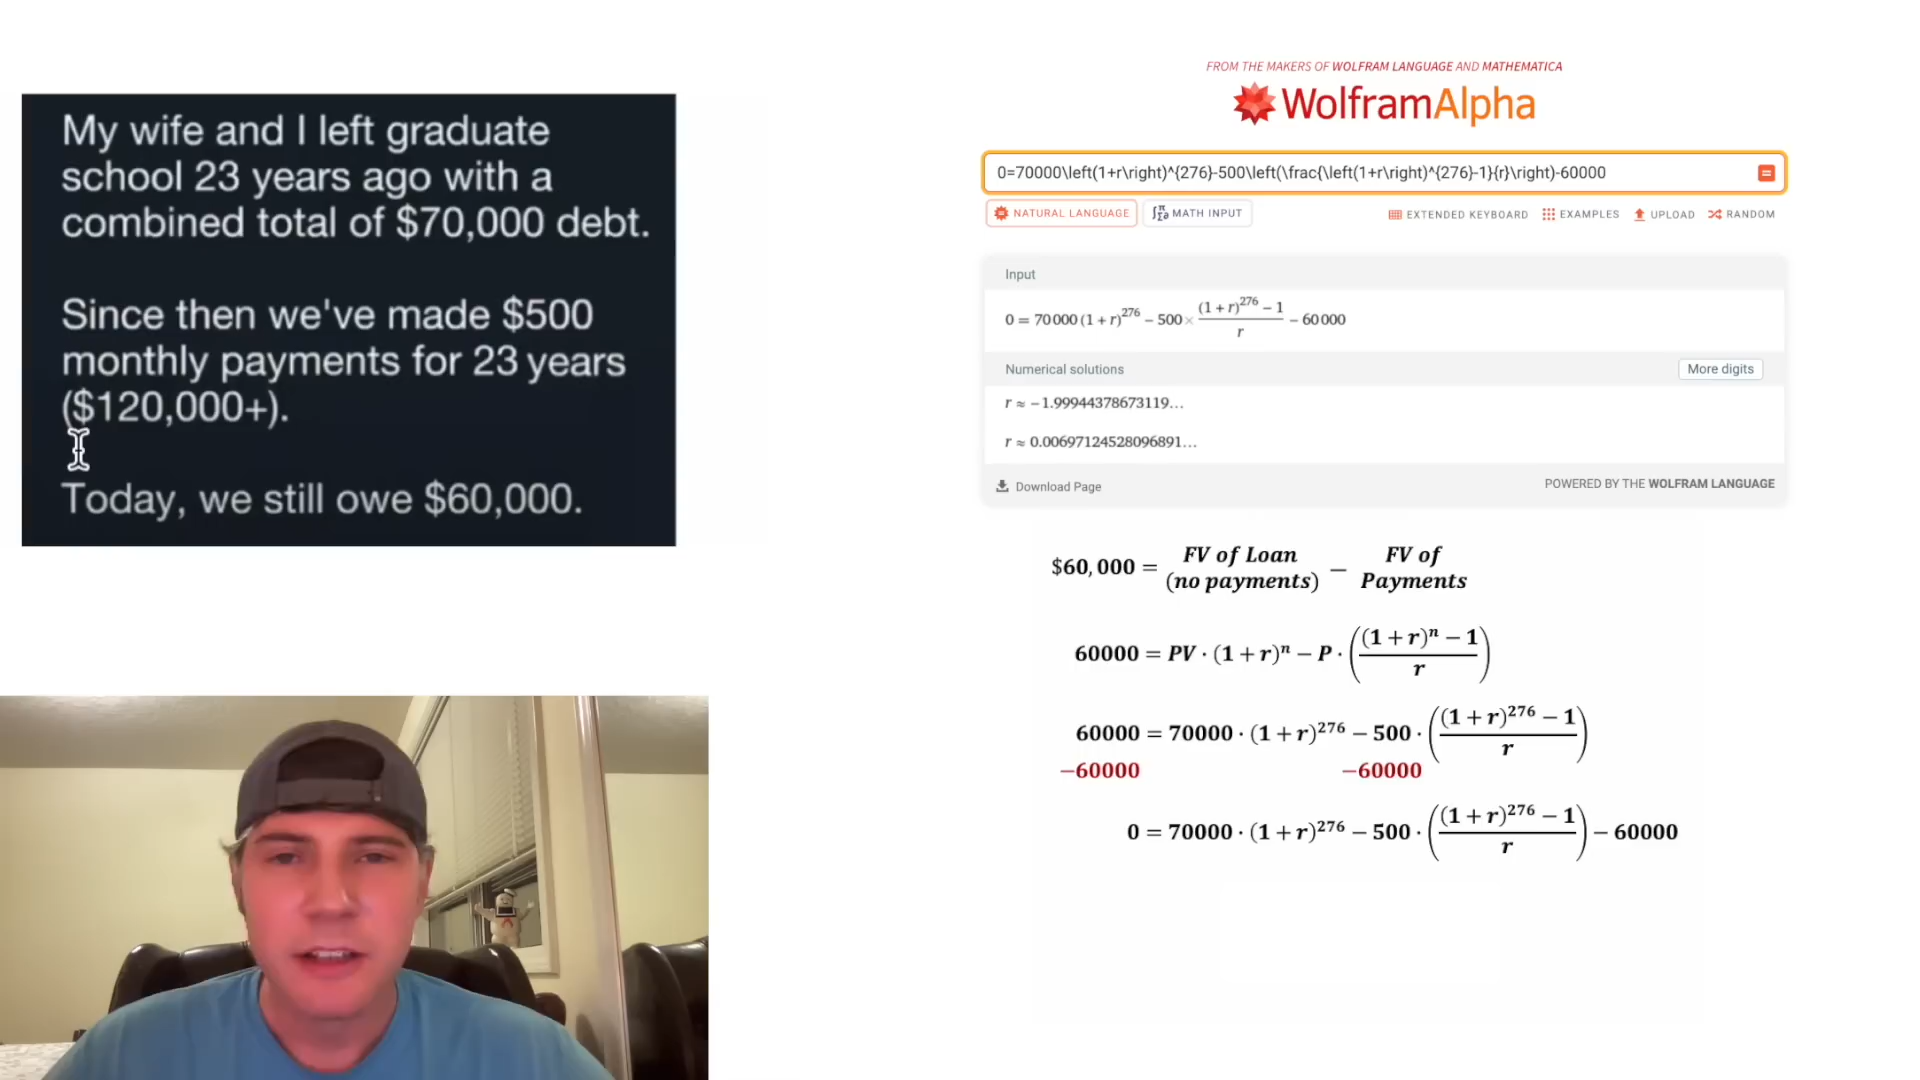 My wife and I left graduate
school 23 years ago with a
combined total of $70,000 debt.
Since then we've made $500
monthly payments for 23 years
($120,000+).
Today, we still owe $60,000.
FROM THE MAKERS OF WOLFRAM LANGUAGE AND MATHEMATICA
WolframAlpha
0=70000\left(1+r\right)^{276}-500\left(\frac{\left(1+r\right)^{276}-1}{r}\right)-60000
NATURAL LANGUAGE MATH INPUT EXTENDED KEYBOARD EXAMPLES UPLOAD RANDOM
Input
0 = 70000 (1 + r)^276 − 500 × ((1 + r)^276 − 1)/r − 60000
Numerical solutions More digits
r ≈ −1.99944378673119...
r ≈ 0.00697124528096891...
Download Page POWERED BY THE WOLFRAM LANGUAGE
$60,000 = FV of Loan (no payments) − FV of Payments
60000 = PV · (1 + r)^n − P · (((1 + r)^n − 1)/r)
60000 = 70000 · (1 + r)^276 − 500 · (((1 + r)^276 − 1)/r)
−60000 −60000
0 = 70000 · (1 + r)^276 − 500 · (((1 + r)^276 − 1)/r) − 60000